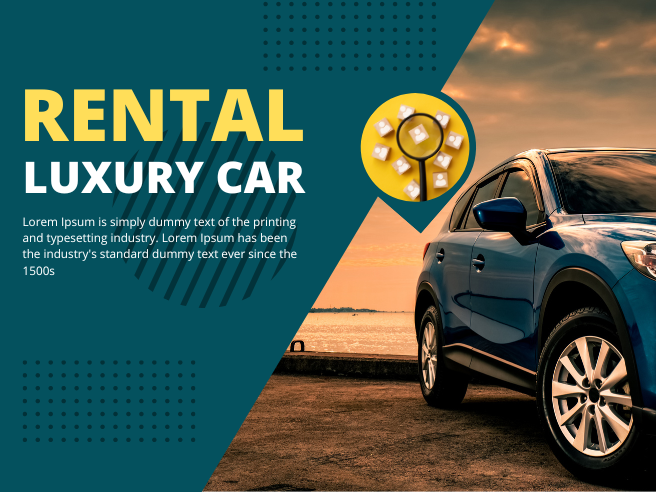 RENTAL
LUXURY CAR
Lorem Ipsum is simply dummy text of the printing
and typesetting industry. Lorem Ipsum has been
the industry's standard dummy text ever since the
1500s